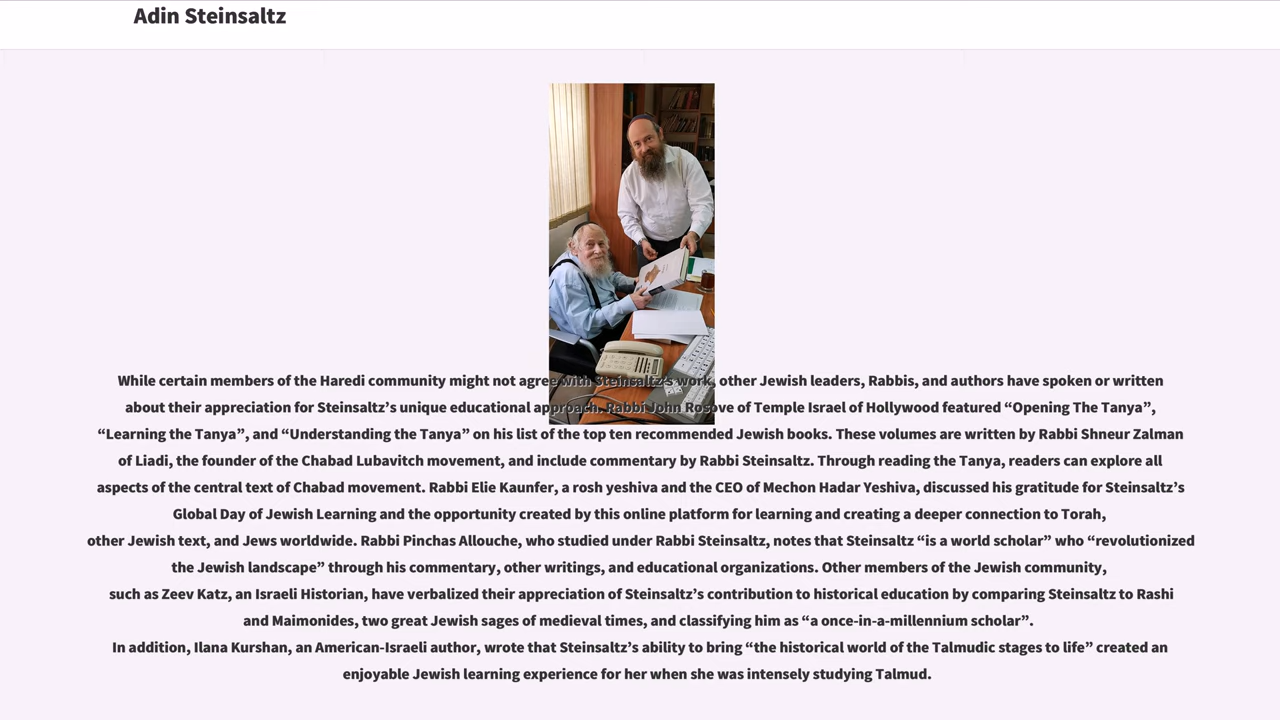 Adin Steinsaltz
While certain members of the Haredi community might not agree with Steinsaltz's work, other Jewish leaders, Rabbis, and authors have spoken or written
about their appreciation for Steinsaltz’s unique educational approach. Rabbi John Rosove of Temple Israel of Hollywood featured “Opening The Tanya”,
“Learning the Tanya”, and “Understanding the Tanya” on his list of the top ten recommended Jewish books. These volumes are written by Rabbi Shneur Zalman
of Liadi, the founder of the Chabad Lubavitch movement, and include commentary by Rabbi Steinsaltz. Through reading the Tanya, readers can explore all
aspects of the central text of Chabad movement. Rabbi Elie Kaunfer, a rosh yeshiva and the CEO of Mechon Hadar Yeshiva, discussed his gratitude for Steinsaltz’s
Global Day of Jewish Learning and the opportunity created by this online platform for learning and creating a deeper connection to Torah,
other Jewish text, and Jews worldwide. Rabbi Pinchas Allouche, who studied under Rabbi Steinsaltz, notes that Steinsaltz “is a world scholar” who “revolutionized
the Jewish landscape” through his commentary, other writings, and educational organizations. Other members of the Jewish community,
such as Zeev Katz, an Israeli Historian, have verbalized their appreciation of Steinsaltz’s contribution to historical education by comparing Steinsaltz to Rashi
and Maimonides, two great Jewish sages of medieval times, and classifying him as “a once-in-a-millennium scholar”.
In addition, Ilana Kurshan, an American-Israeli author, wrote that Steinsaltz’s ability to bring “the historical world of the Talmudic stages to life” created an
enjoyable Jewish learning experience for her when she was intensely studying Talmud.